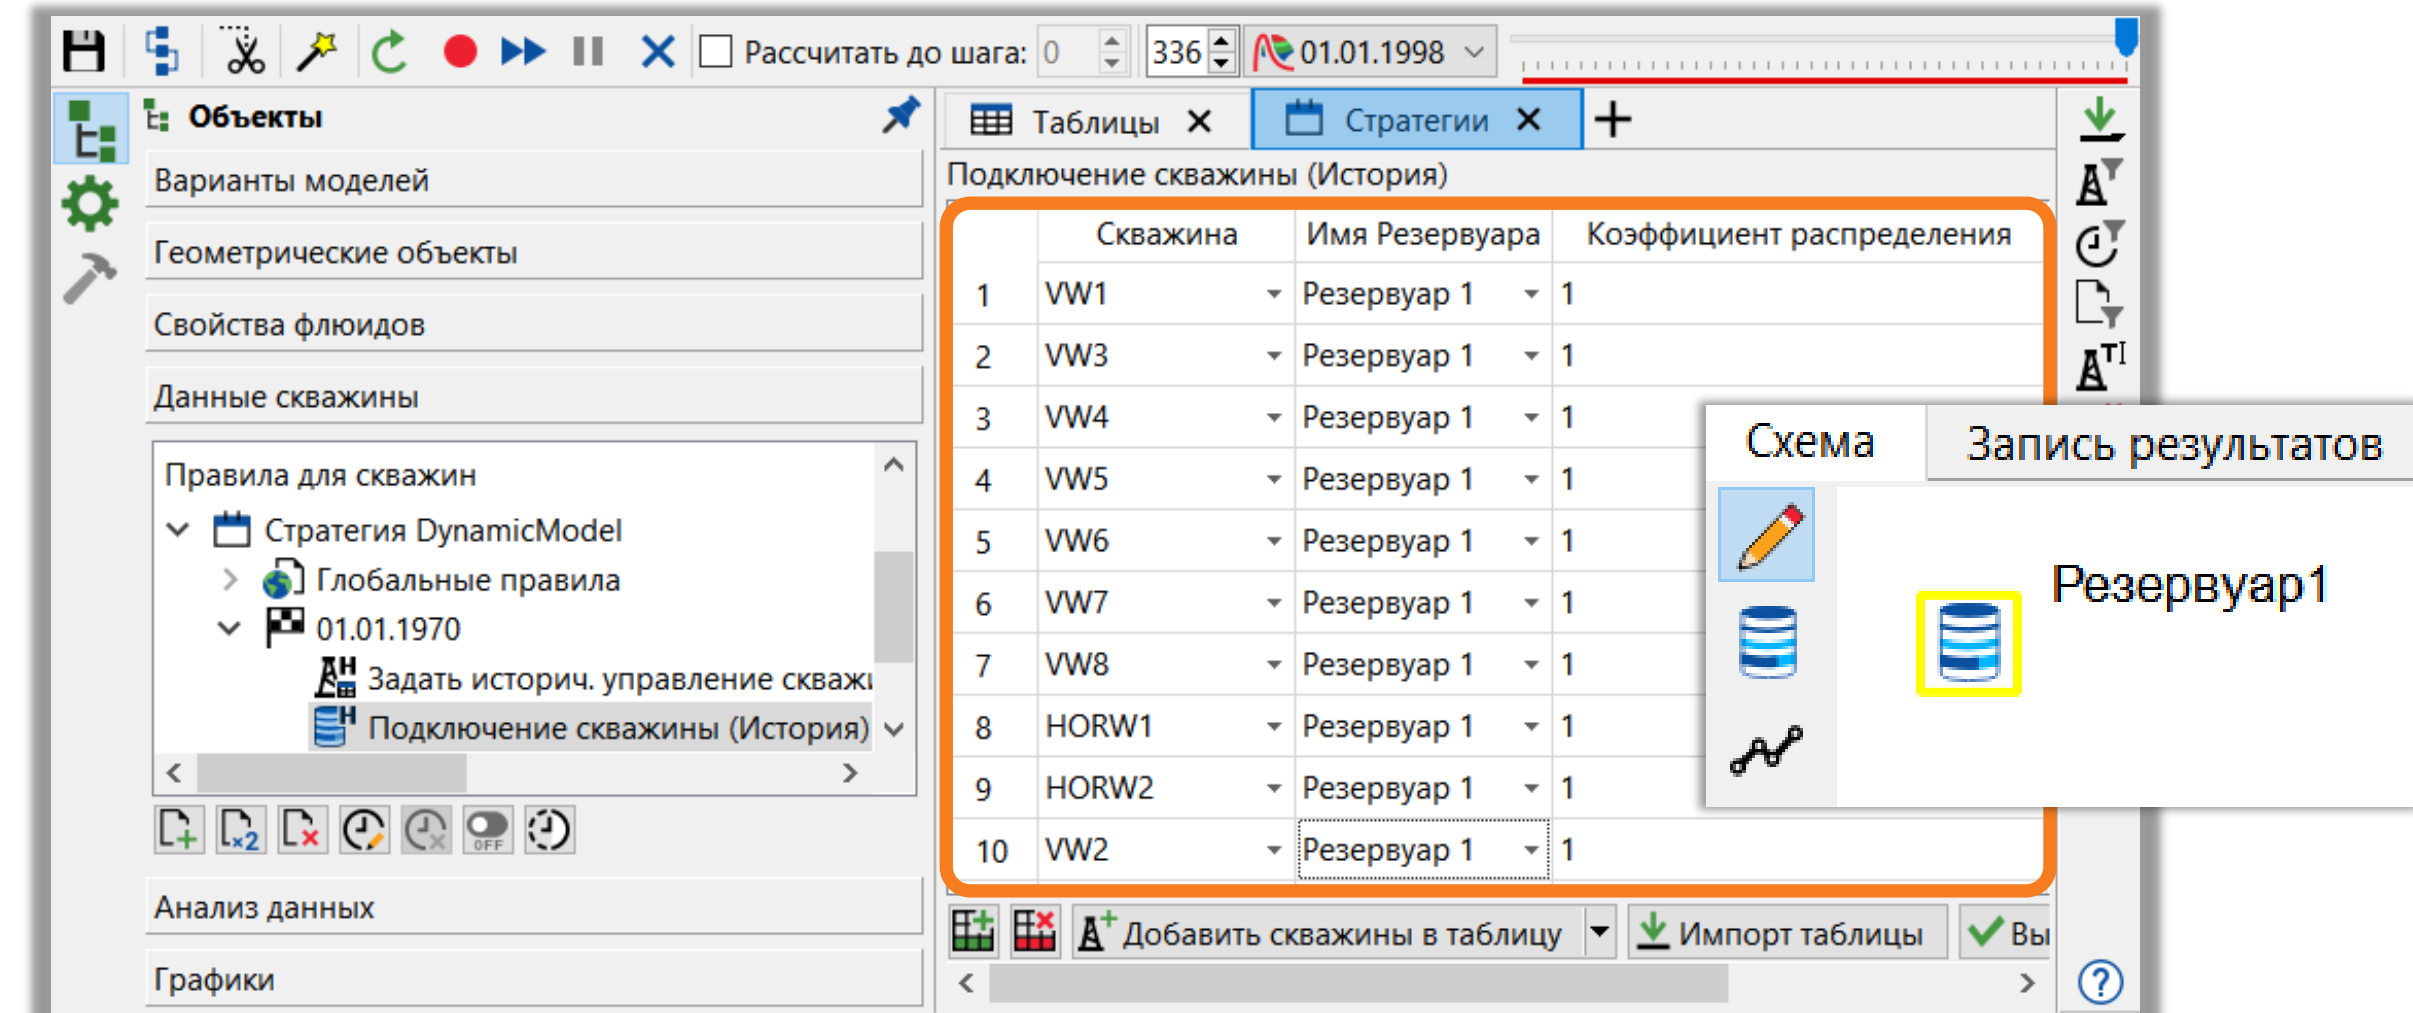 Рассчитать до шага: 0 336 01.01.1998
Объекты
Варианты моделей
Геометрические объекты
Свойства флюидов
Данные скважины
Правила для скважин
Стратегия DynamicModel
Глобальные правила
01.01.1970
Задать историч. управление скваж
Подключение скважины (История)
x2
OFF
Анализ данных
Графики
Таблицы Стратегии
Подключение скважины (История)
Скважина Имя Резервуара Коэффициент распределения
1 VW1 Резервуар 1 1
2 VW3 Резервуар 1 1
3 VW4 Резервуар 1 1
4 VW5 Резервуар 1 1
5 VW6 Резервуар 1 1
6 VW7 Резервуар 1 1
7 VW8 Резервуар 1 1
8 HORW1 Резервуар 1 1
9 HORW2 Резервуар 1 1
10 VW2 Резервуар 1 1
Добавить скважины в таблицу Импорт таблицы Вы
Схема Запись результатов
Резервуар1